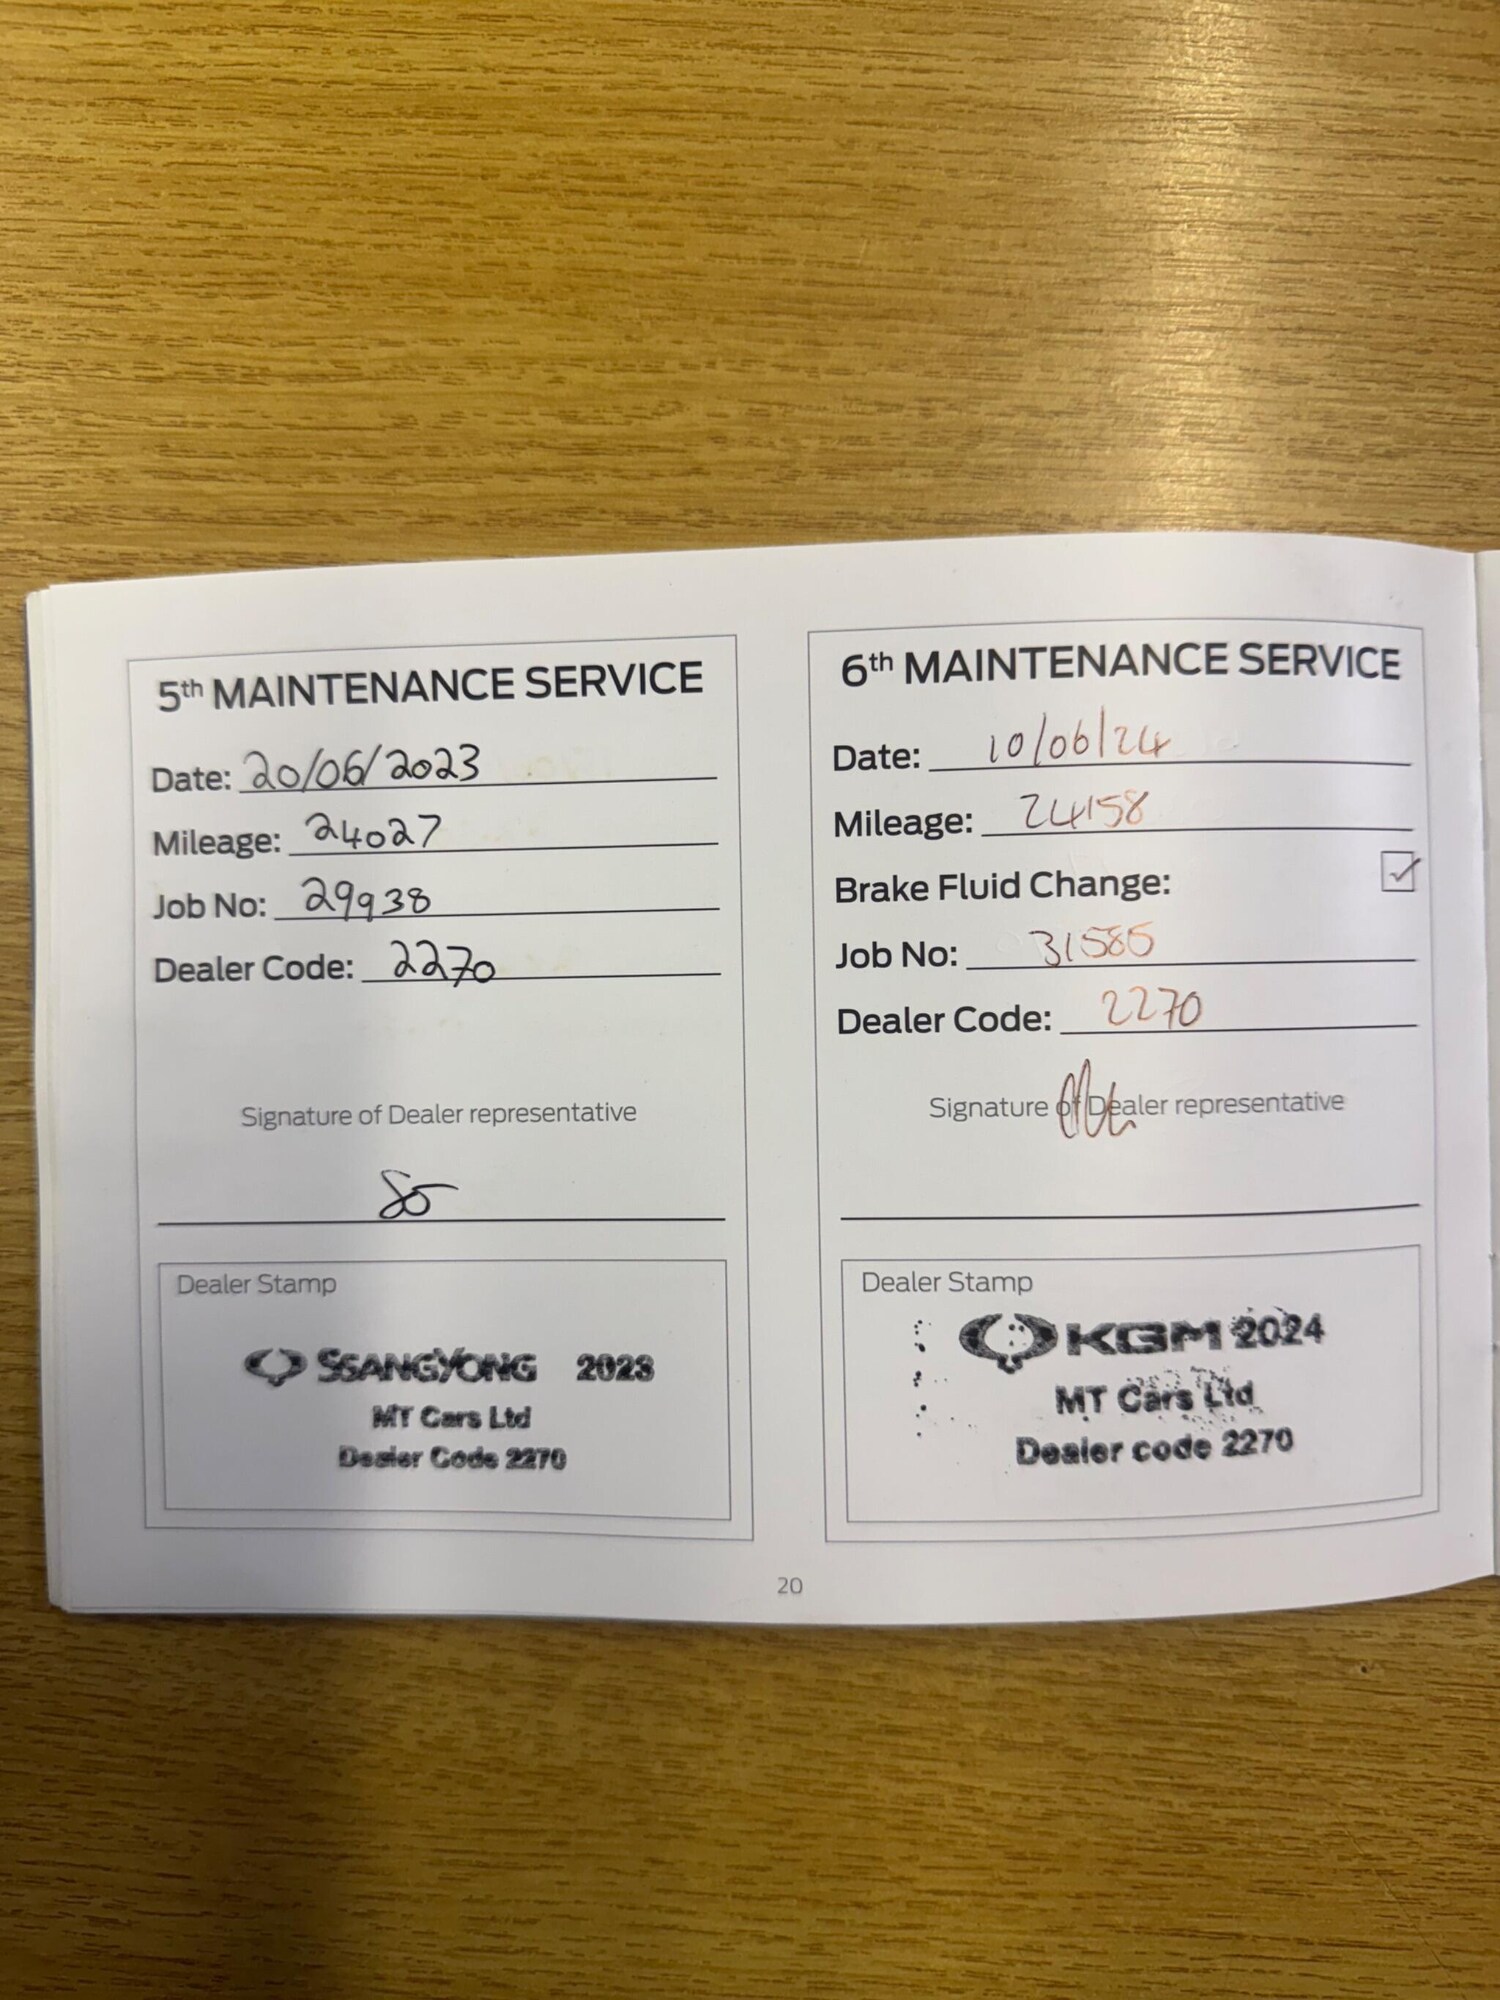 5th MAINTENANCE SERVICE
Date: 20/06/2023
Mileage: 24027
Job No: 29938
Dealer Code: 2270
Signature of Dealer representative
Dealer Stamp
SSANGYONG 2023
MT Cars Ltd
Dealer Code 2270
6th MAINTENANCE SERVICE
Date: 10/06/24
Mileage: 24158
Brake Fluid Change: ☑
Job No: 31585
Dealer Code: 2270
Signature of Dealer representative
Dealer Stamp
KGM 2024
MT Cars Ltd
Dealer code 2270
20